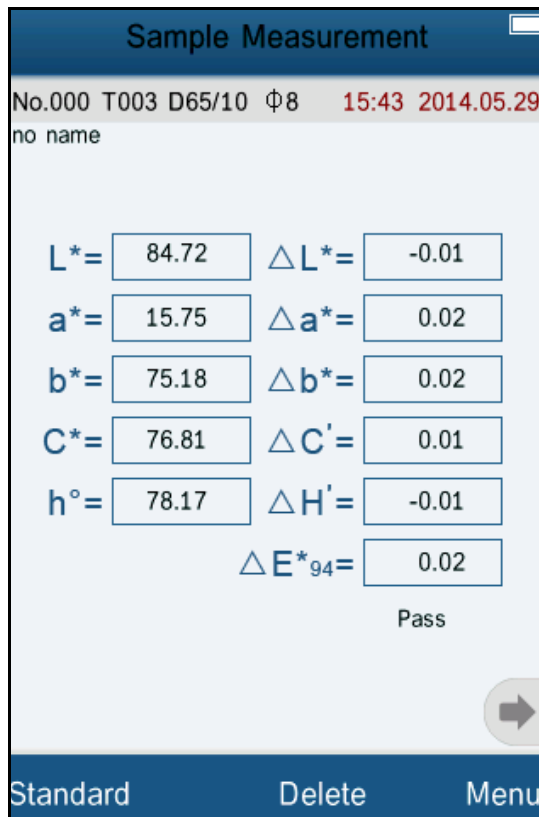 Sample Measurement
No.000 T003 D65/10 Φ8 15:43 2014.05.29
no name
L*= 84.72 △L*= -0.01
a*= 15.75 △a*= 0.02
b*= 75.18 △b*= 0.02
C*= 76.81 △C'= 0.01
h°= 78.17 △H'= -0.01
△E*94= 0.02
Pass
Standard Delete Menu